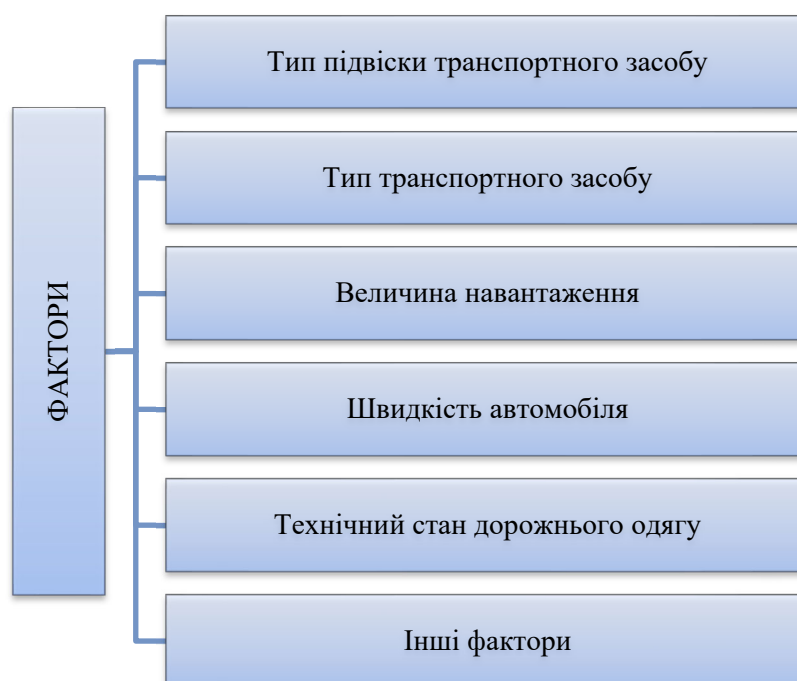 ФАКТОРИ
Тип підвіски транспортного засобу
Тип транспортного засобу
Величина навантаження
Швидкість автомобіля
Технічний стан дорожнього одягу
Інші фактори